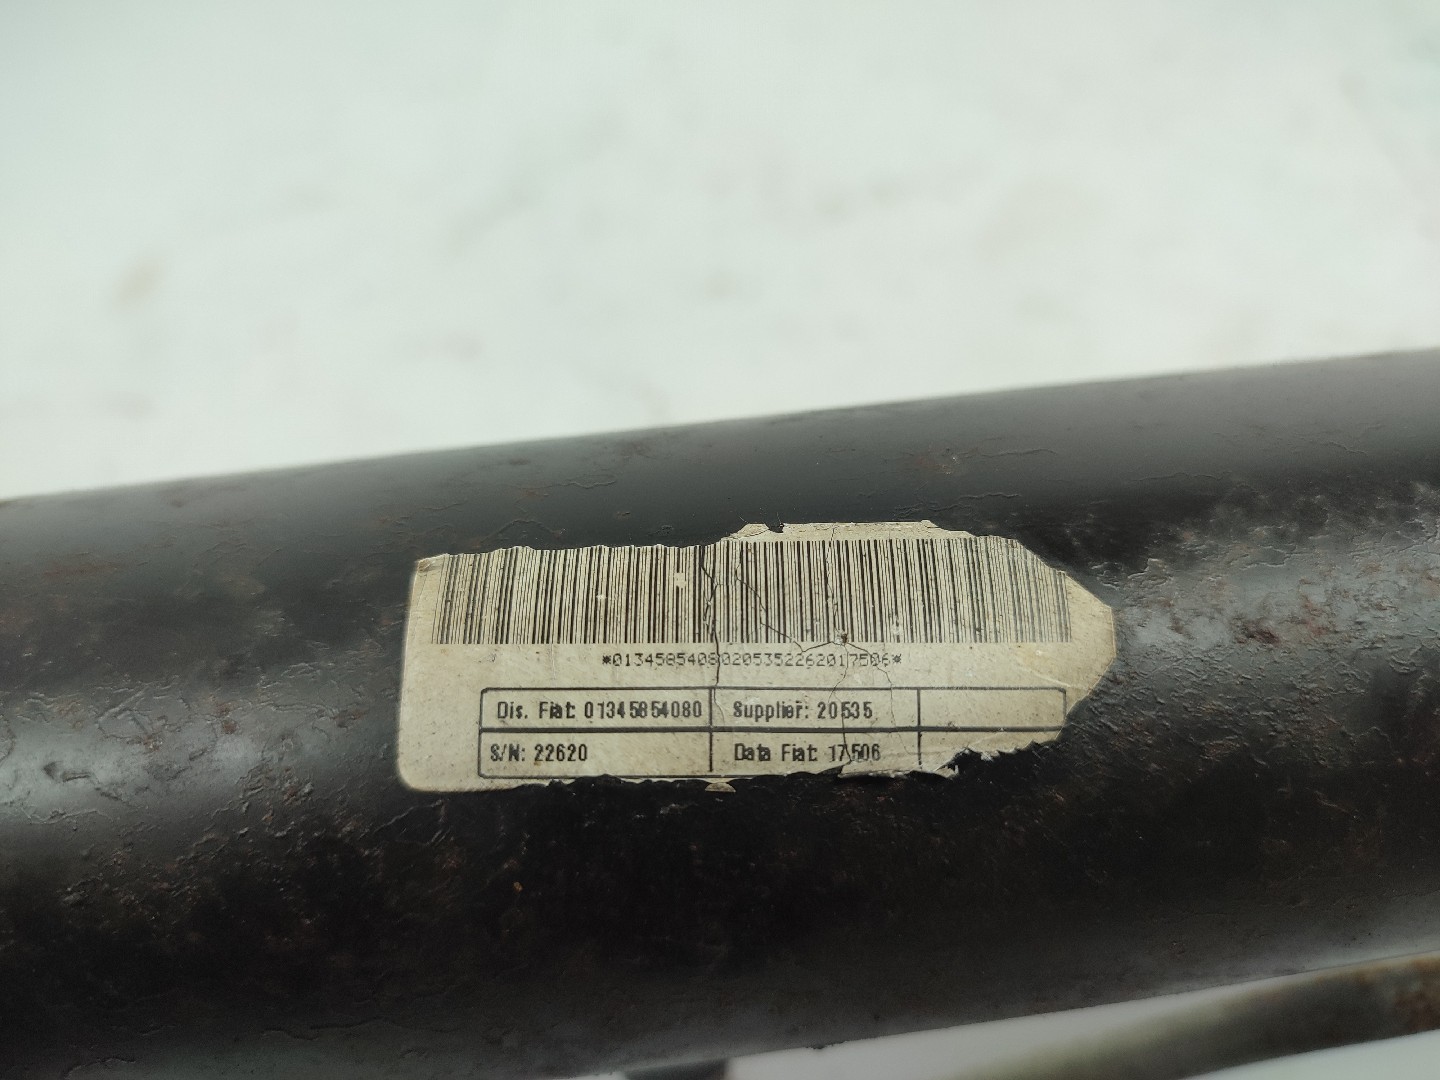 *01345854080205352262017506*
Dis. Fiat: 01345854080 Supplier: 20535
S/N: 22620 Data Fiat: 17506